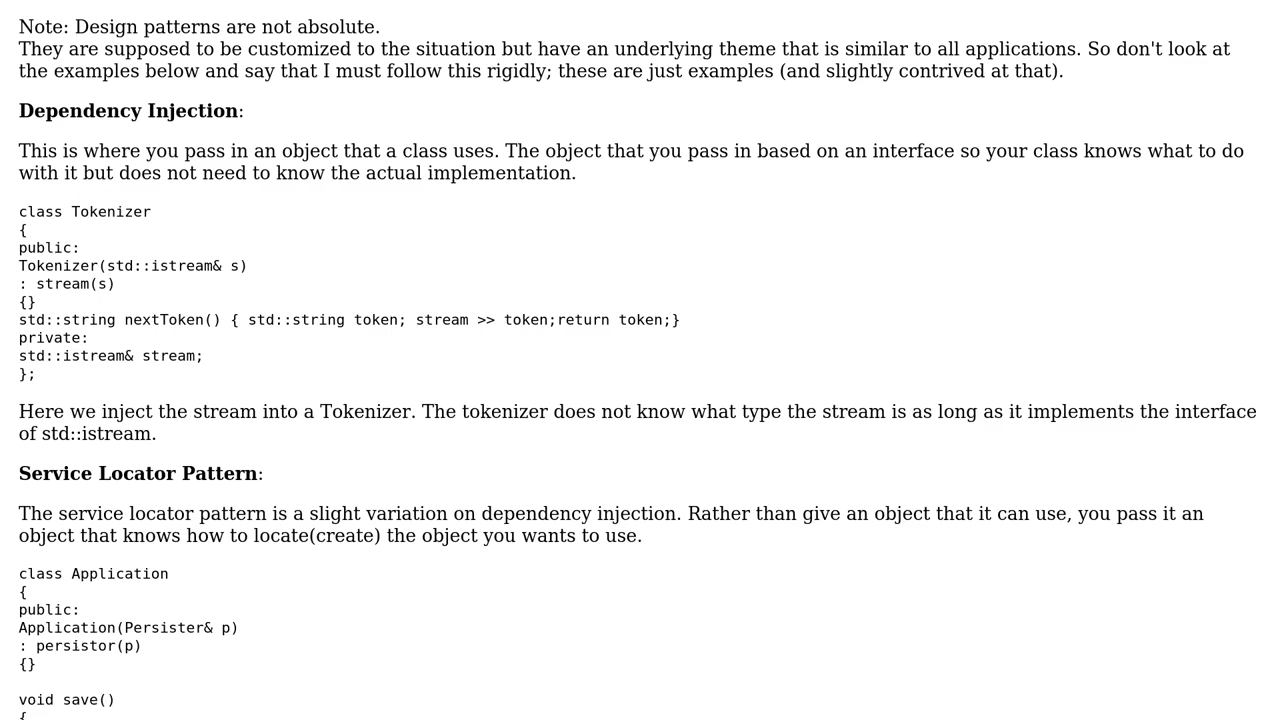 Note: Design patterns are not absolute.
They are supposed to be customized to the situation but have an underlying theme that is similar to all applications. So don't look at
the examples below and say that I must follow this rigidly; these are just examples (and slightly contrived at that).
Dependency Injection:
This is where you pass in an object that a class uses. The object that you pass in based on an interface so your class knows what to do
with it but does not need to know the actual implementation.
class Tokenizer
{
public:
Tokenizer(std::istream& s)
: stream(s)
{}
std::string nextToken() { std::string token; stream >> token;return token;}
private:
std::istream& stream;
};
Here we inject the stream into a Tokenizer. The tokenizer does not know what type the stream is as long as it implements the interface
of std::istream.
Service Locator Pattern:
The service locator pattern is a slight variation on dependency injection. Rather than give an object that it can use, you pass it an
object that knows how to locate(create) the object you wants to use.
class Application
{
public:
Application(Persister& p)
: persistor(p)
{}
void save()
{